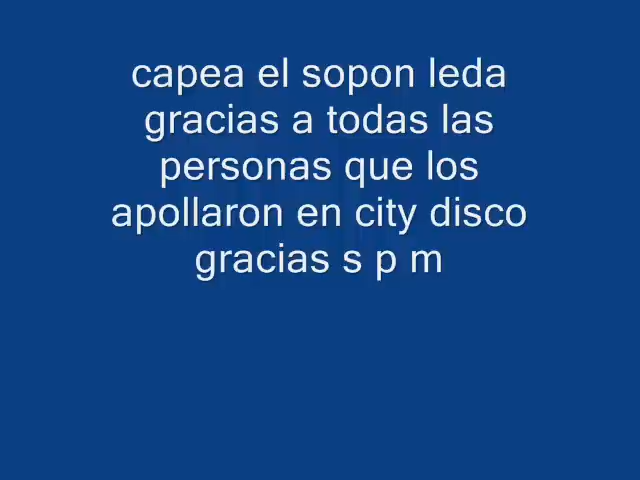 capea el sopon leda
gracias a todas las
personas que los
apollaron en city disco
gracias s p m